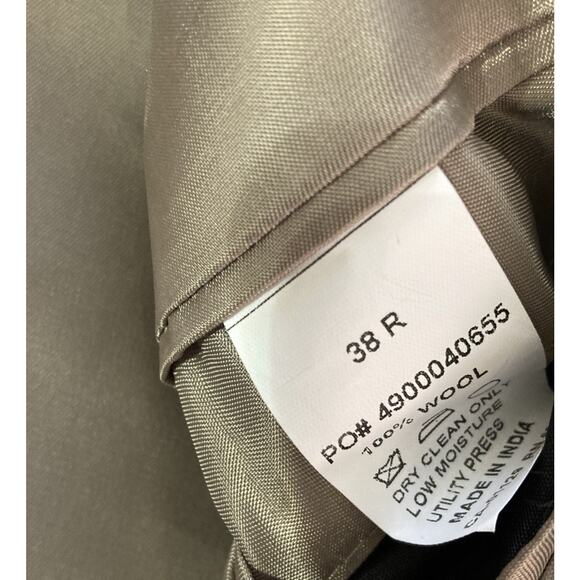 38 R
PO# 4900040655
100% WOOL
DRY CLEAN ONLY
LOW MOISTURE
UTILITY PRESS
MADE IN INDIA